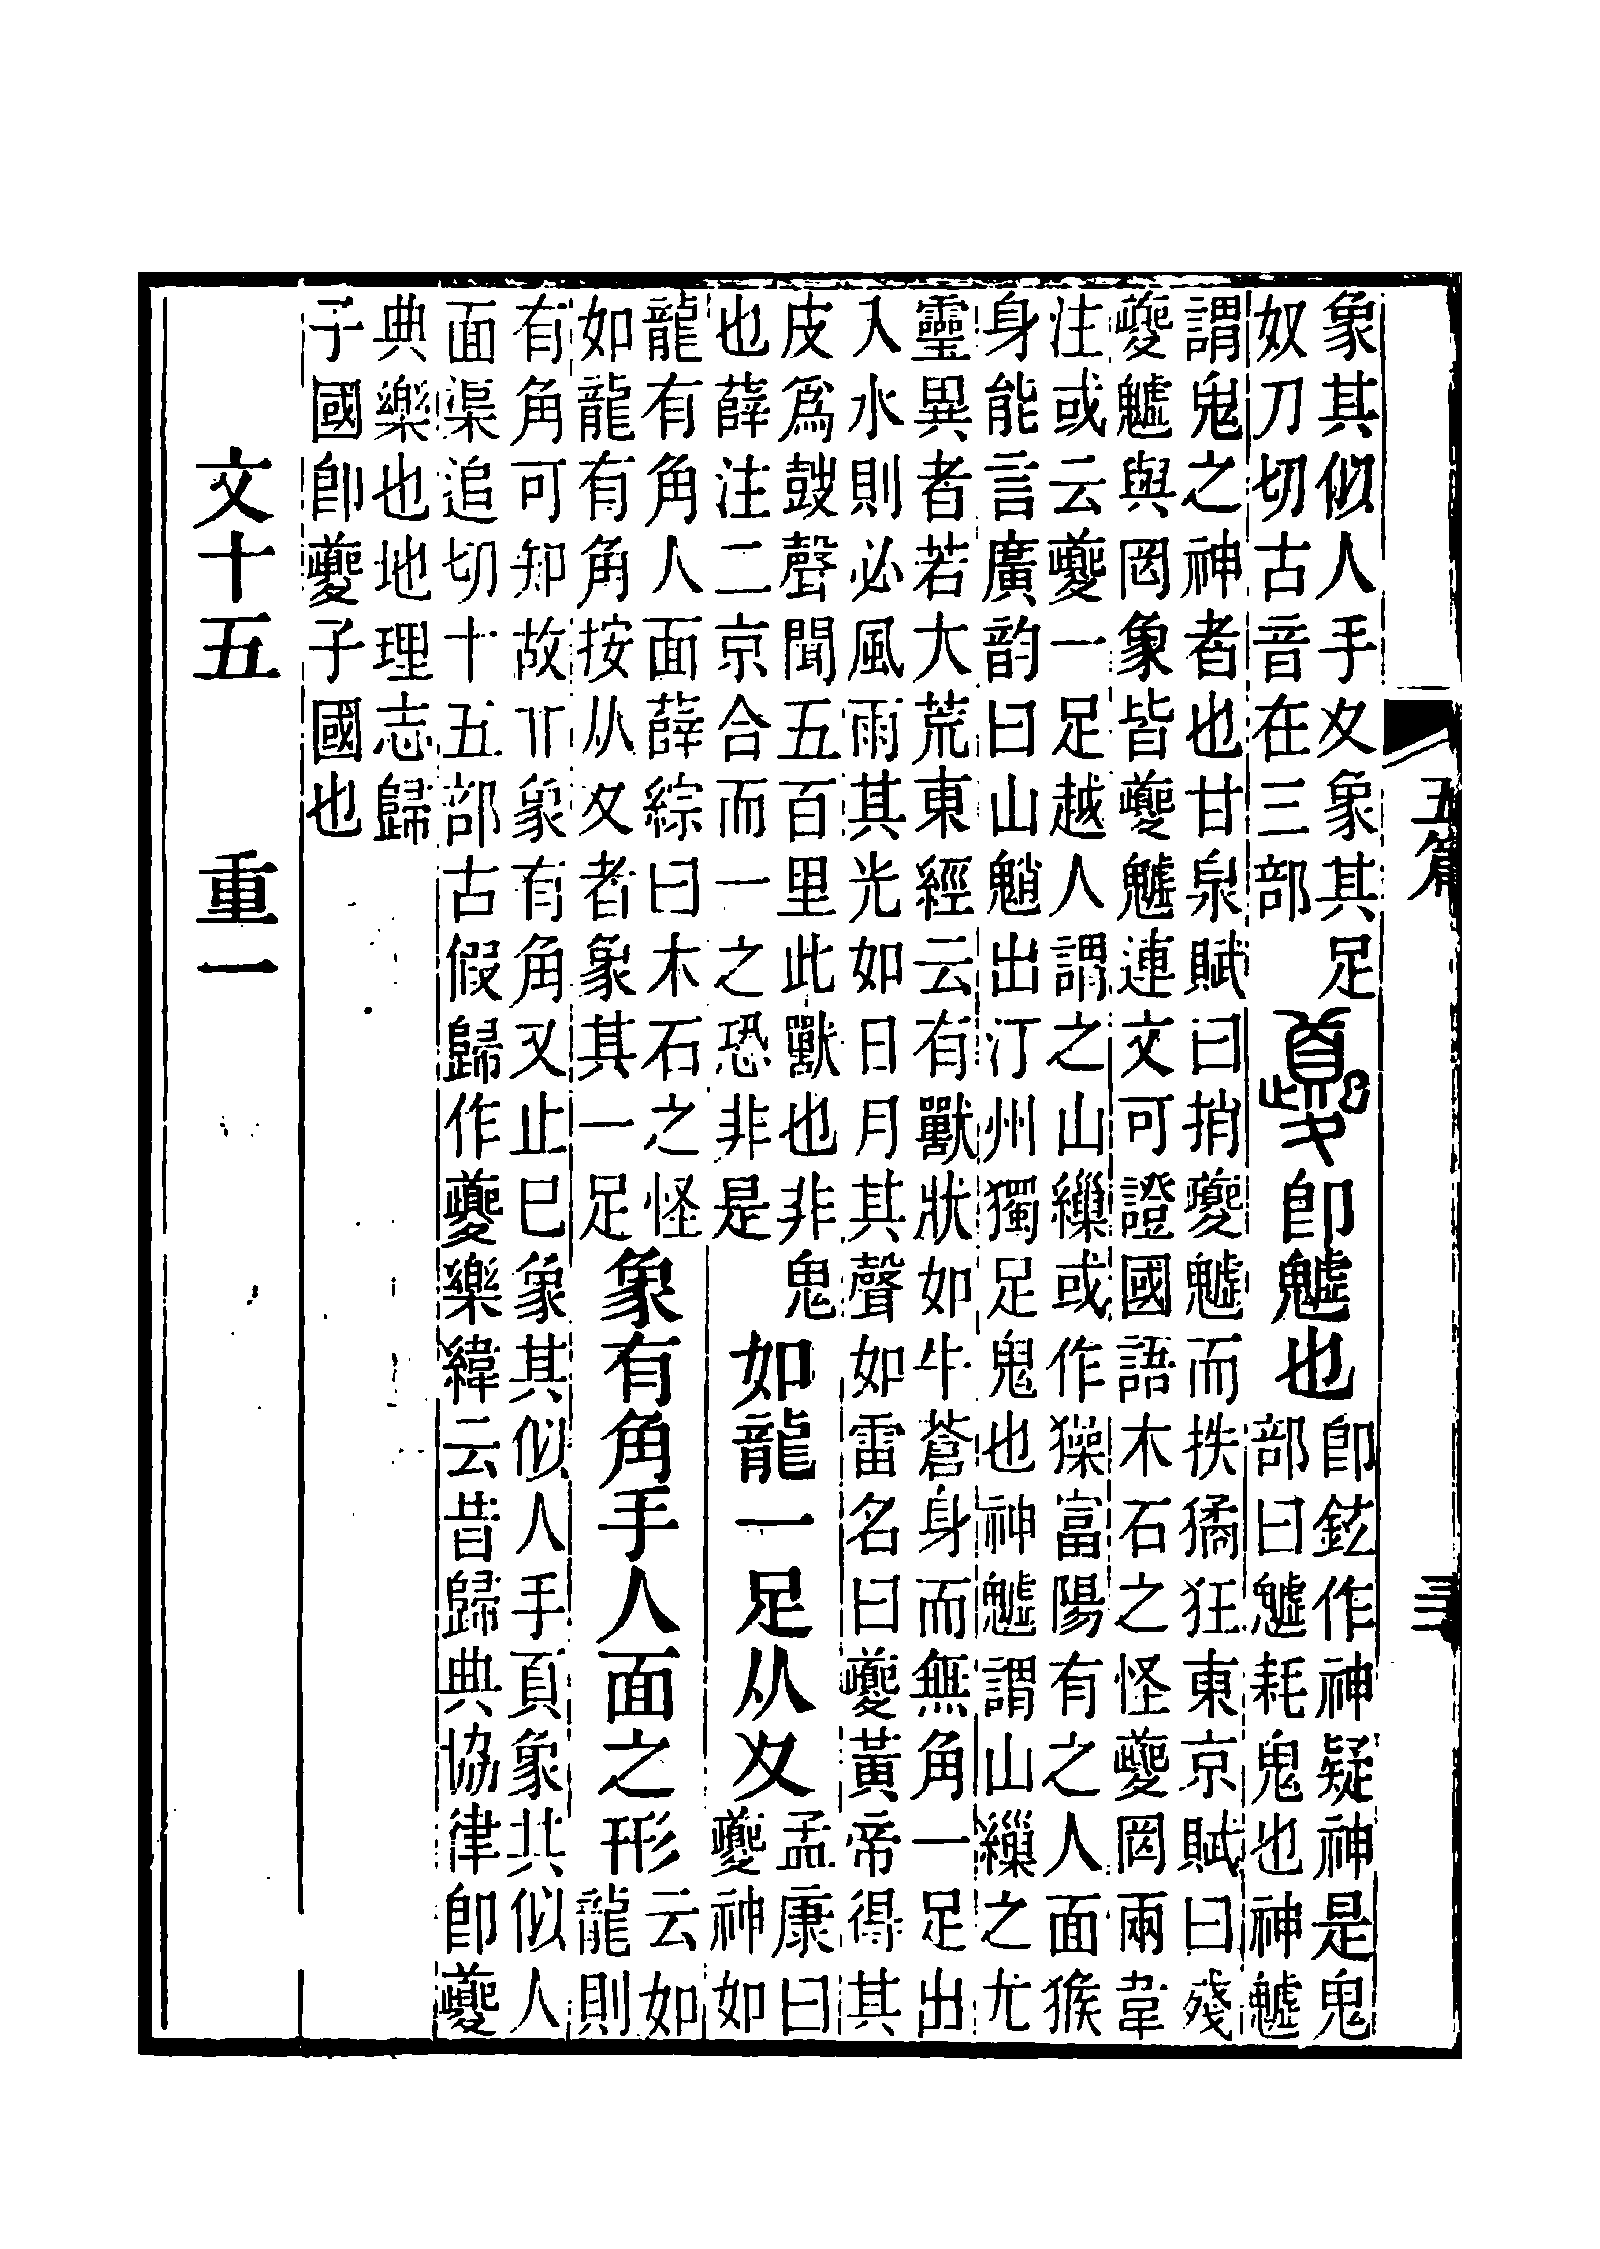 五篇
象其似人手夊象其足
奴刀切古音在三部
夔
卽魖也
卽鉉作神疑神是鬼
部曰魖耗鬼也神魖
謂鬼之神者也甘泉賦曰捎夔魖而抶獝狂東京賦曰殘
夔魖與罔象皆夔魖連文可證國語木石之怪夔罔兩韋
注或云夔一足越人謂之山繅或作㺐富陽有之人面猴
身能言廣韵曰山魈出汀州獨足鬼也神魖謂山繅之尤
靈異者若大荒東經云有獸狀如牛蒼身而無角一足出
入水則必風雨其光如日月其聲如雷名曰夔黃帝得其
皮爲鼓聲聞五百里此獸也非鬼
也薛注二京合而一之恐非是
如龍一足从夊
孟康曰
夔神如
龍有角人面薛綜曰木石之怪
如龍有角按从夊者象其一足
象有角手人面之形
云如
龍則
有角可知故象有角又止巳象其似人手頁象其似人
面渠追切十五部古假歸作夔樂緯云昔歸典協律卽夔
典樂也地理志歸
子國卽夔子國也
文十五　重一